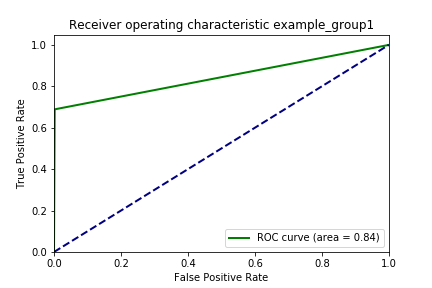 Receiver operating characteristic example_group1
1.0
0.8
0.6
0.4
0.2
0.0
True Positive Rate
ROC curve (area = 0.84)
0.0 0.2 0.4 0.6 0.8 1.0
False Positive Rate